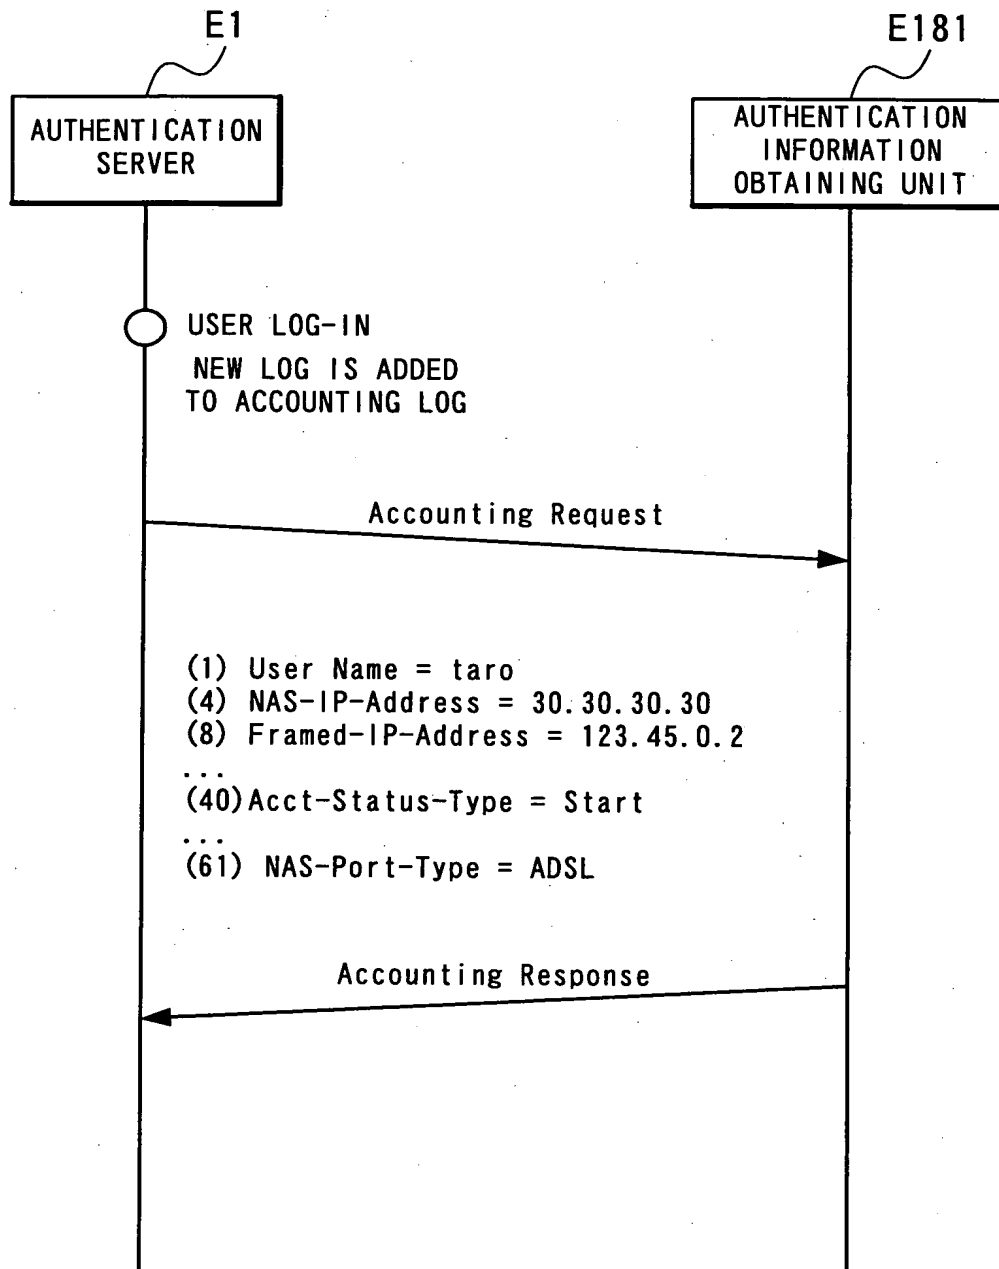 E1
E181
AUTHENTICATION
SERVER
AUTHENTICATION
INFORMATION
OBTAINING UNIT
USER LOG-IN
NEW LOG IS ADDED
TO ACCOUNTING LOG
Accounting Request
(1) User Name = taro
(4) NAS-IP-Address = 30.30.30.30
(8) Framed-IP-Address = 123.45.0.2
...
(40)Acct-Status-Type = Start
...
(61) NAS-Port-Type = ADSL
Accounting Response